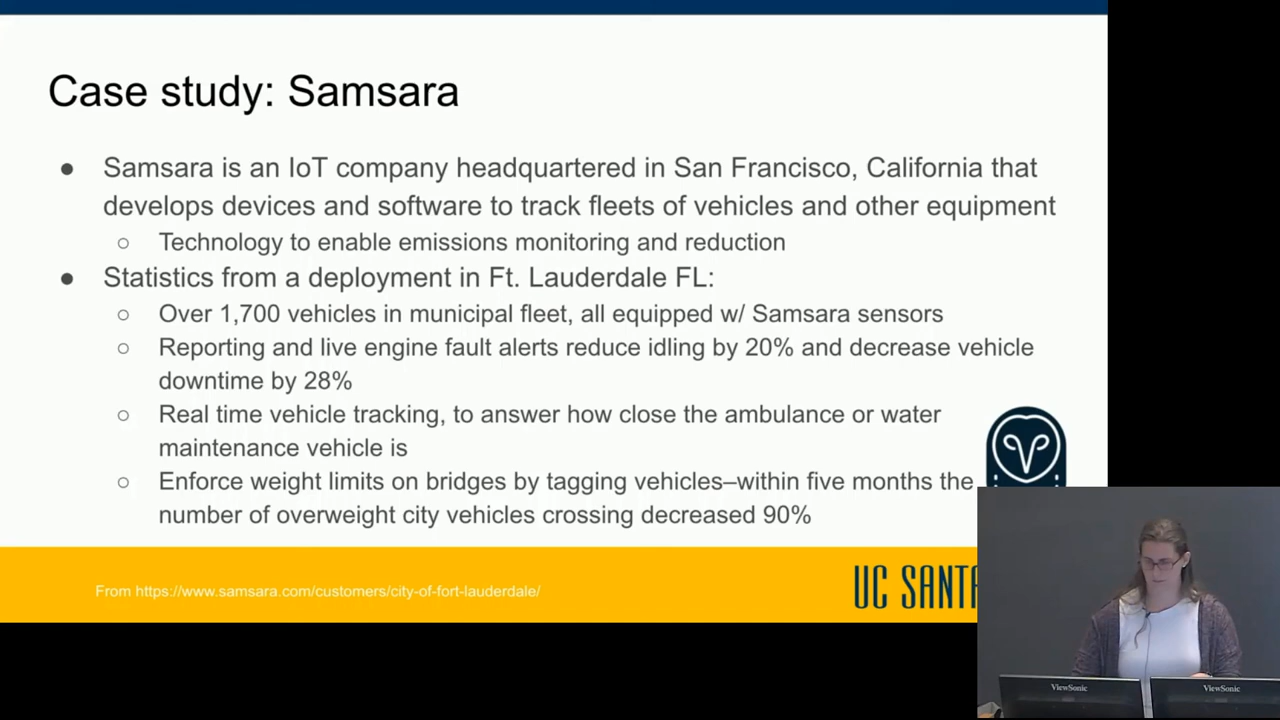 Case study: Samsara
● Samsara is an IoT company headquartered in San Francisco, California that
develops devices and software to track fleets of vehicles and other equipment
○ Technology to enable emissions monitoring and reduction
● Statistics from a deployment in Ft. Lauderdale FL:
○ Over 1,700 vehicles in municipal fleet, all equipped w/ Samsara sensors
○ Reporting and live engine fault alerts reduce idling by 20% and decrease vehicle
downtime by 28%
○ Real time vehicle tracking, to answer how close the ambulance or water
maintenance vehicle is
○ Enforce weight limits on bridges by tagging vehicles–within five months the
number of overweight city vehicles crossing decreased 90%
From https://www.samsara.com/customers/city-of-fort-lauderdale/
UC SANTA
ViewSonic
ViewSonic